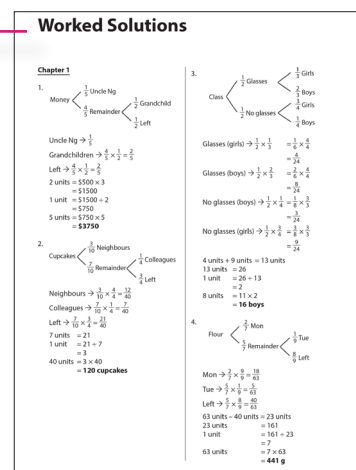 Worked Solutions
Chapter 1
1.
Money
1/5 Uncle Ng
4/5 Remainder
1/2 Grandchild
1/2 Left
Uncle Ng → 1/5
Grandchildren → 4/5 × 1/2 = 2/5
Left → 4/5 × 1/2 = 2/5
2 units = $500 × 3
= $1500
1 unit = $1500 ÷ 2
= $750
5 units = $750 × 5
= $3750
2.
Cupcakes
3/10 Neighbours
7/10 Remainder
1/4 Colleagues
3/4 Left
Neighbours → 3/10 × 4/4 = 12/40
Colleagues → 7/10 × 1/4 = 7/40
Left → 7/10 × 3/4 = 21/40
7 units = 21
1 unit = 21 ÷ 7
= 3
40 units = 3 × 40
= 120 cupcakes
3.
Class
1/2 Glasses
1/2 No glasses
1/3 Girls
2/3 Boys
3/4 Girls
1/4 Boys
Glasses (girls) → 1/2 × 1/3 = 1/6 × 4/4
= 4/24
Glasses (boys) → 1/2 × 2/3 = 2/6 × 4/4
= 8/24
No glasses (boys) → 1/2 × 1/4 = 1/8 × 3/3
= 3/24
No glasses (girls) → 1/2 × 3/4 = 3/8 × 3/3
= 9/24
4 units + 9 units = 13 units
13 units = 26
1 unit = 26 ÷ 13
= 2
8 units = 11 × 2
= 16 boys
4.
Flour
2/7 Mon
5/7 Remainder
1/9 Tue
8/9 Left
Mon → 2/7 × 9/9 = 18/63
Tue → 5/7 × 1/9 = 5/63
Left → 5/7 × 8/9 = 40/63
63 units – 40 units = 23 units
23 units = 161
1 unit = 161 ÷ 23
= 7
63 units = 7 × 63
= 441 g